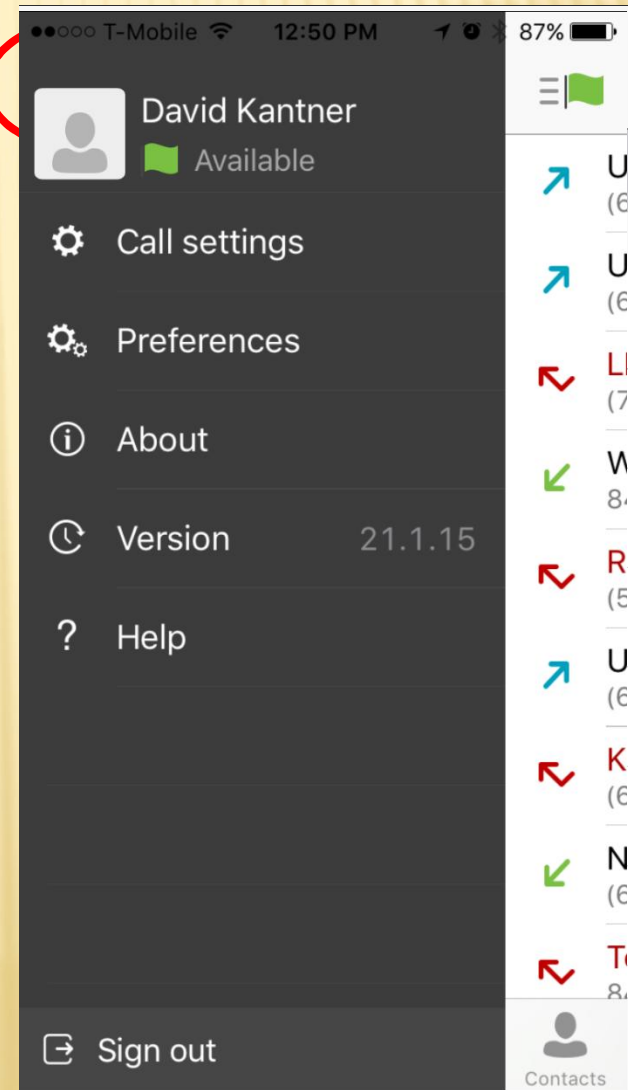 T-Mobile 12:50 PM 87%
David Kantner
Available
Call settings
Preferences
About
Version 21.1.15
? Help
Sign out
Contacts